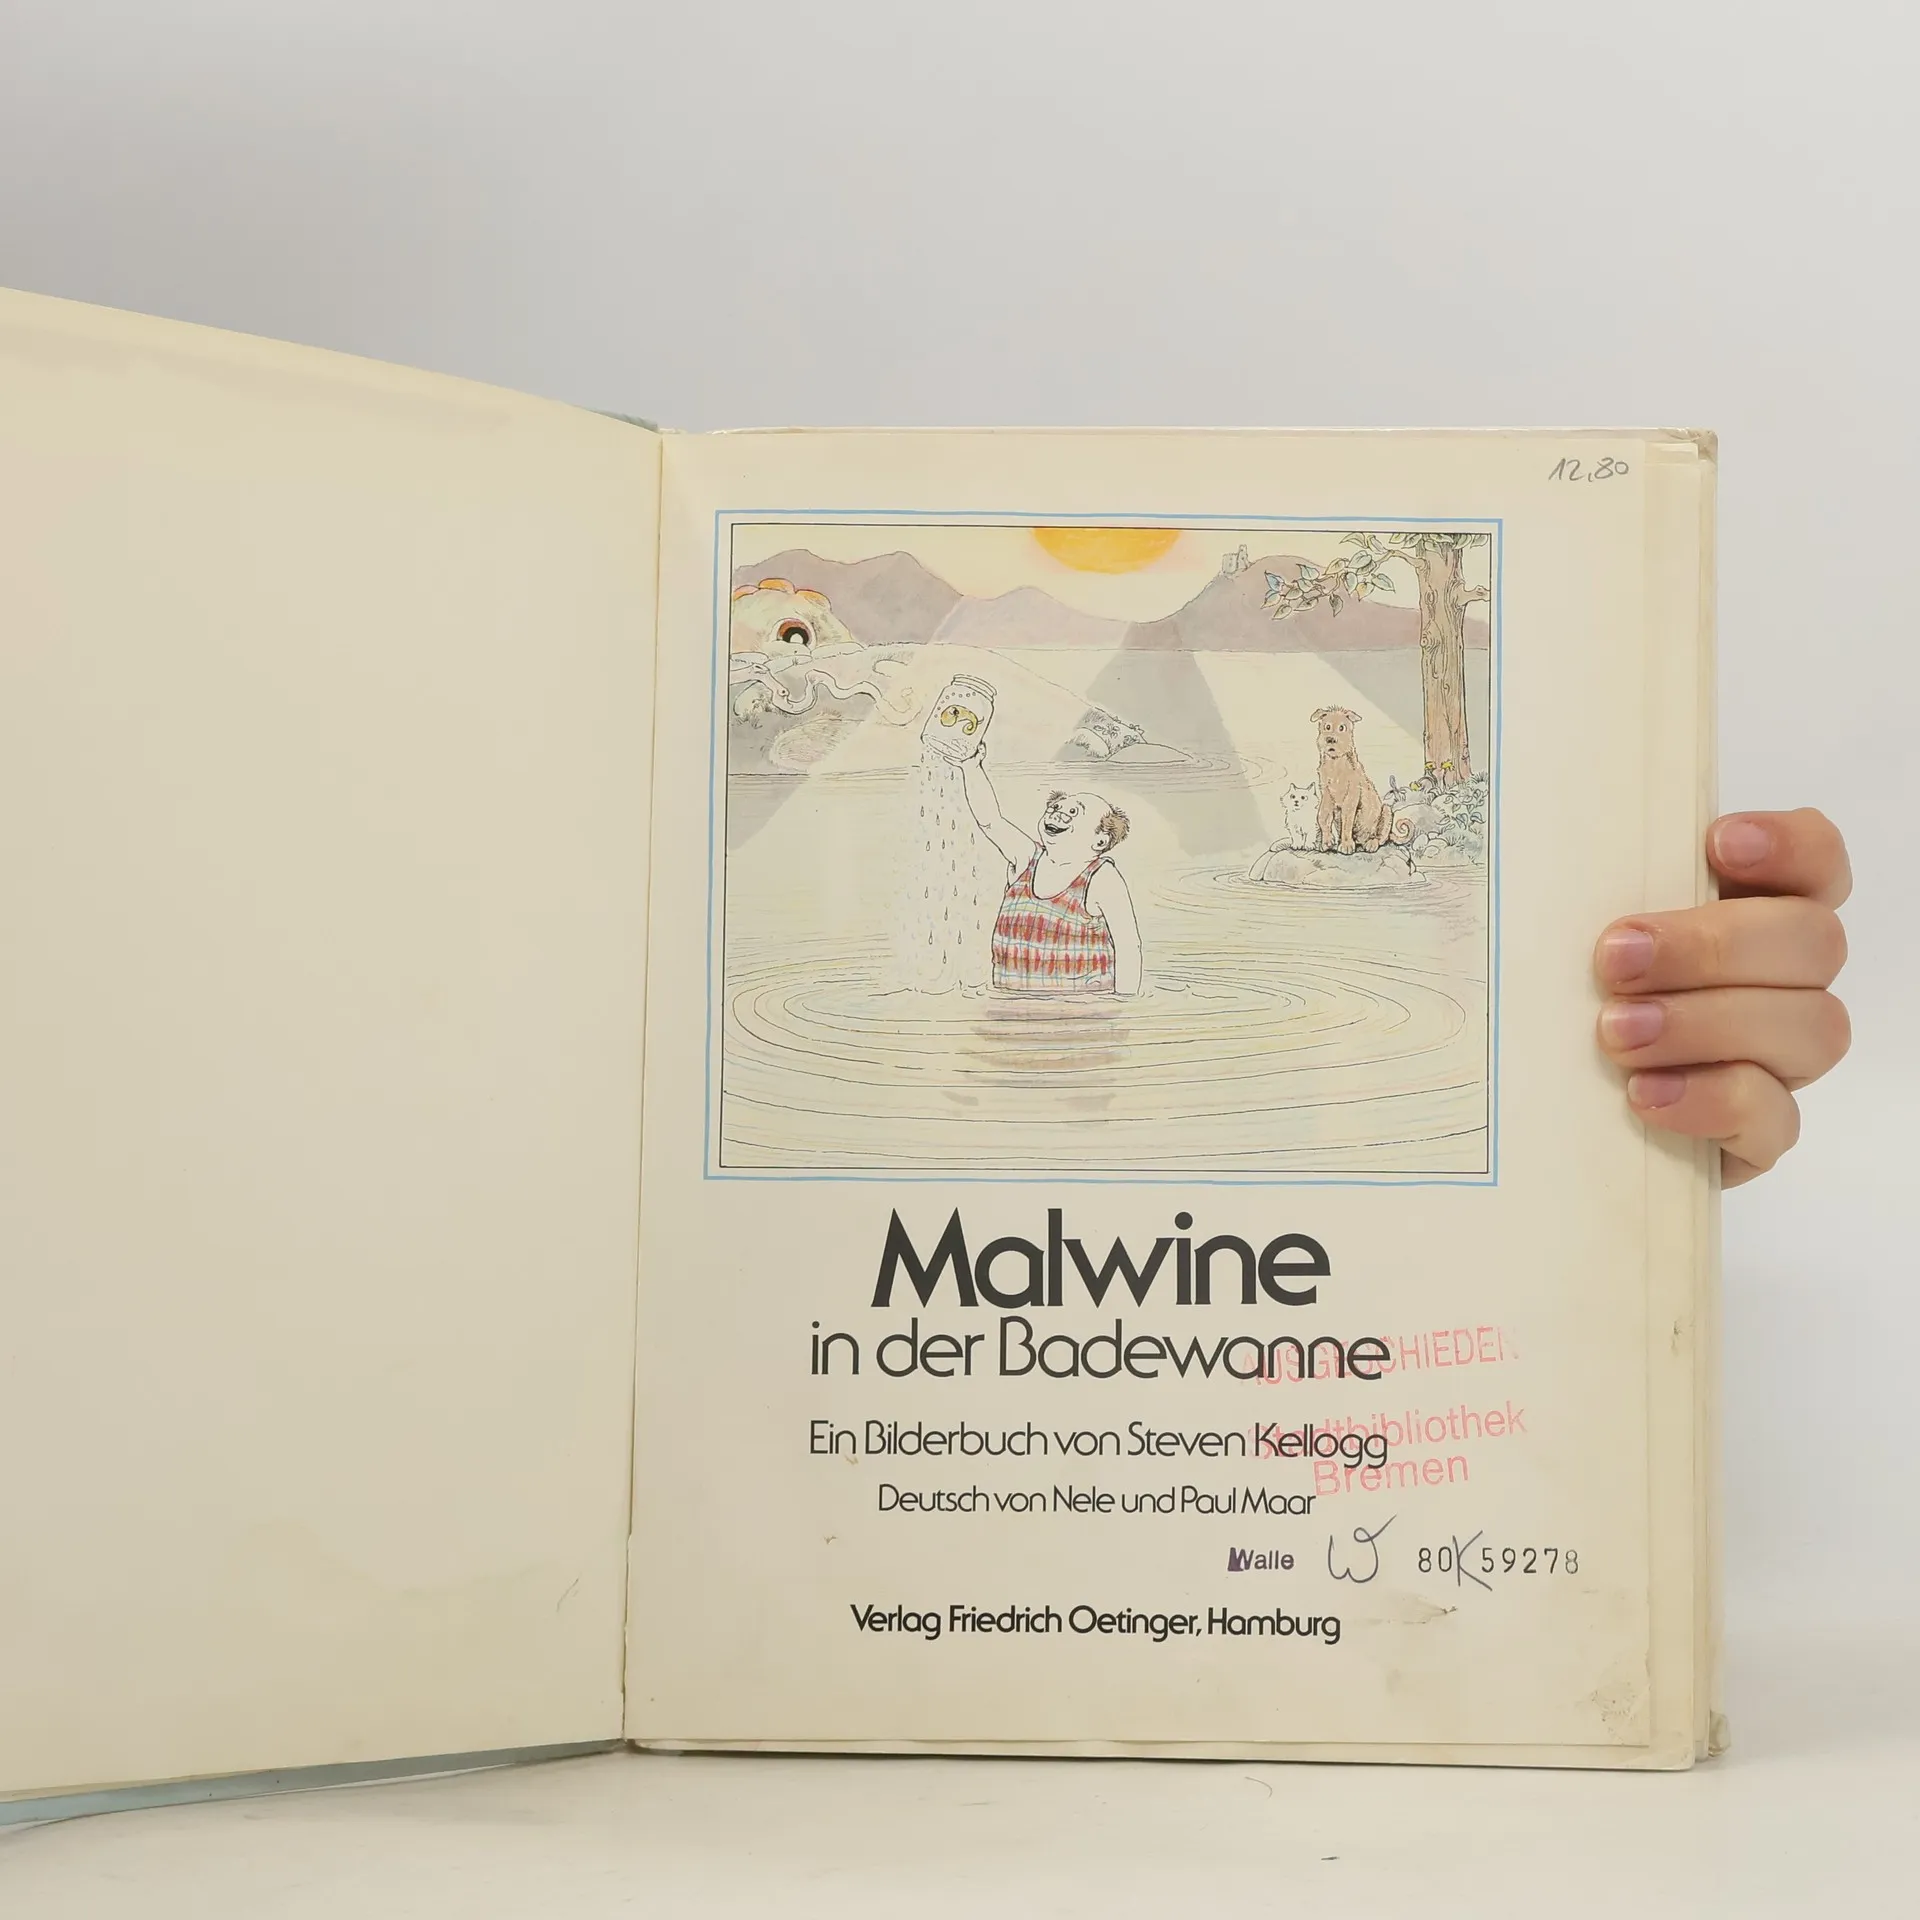 12,80
Malwine
in der Badewanne
AUSGESCHIEDEN
Ein Bilderbuch von Steven Kellogg
Stadtbibliothek
Bremen
Deutsch von Nele und Paul Maar
Walle W 80K59278
Verlag Friedrich Oetinger, Hamburg